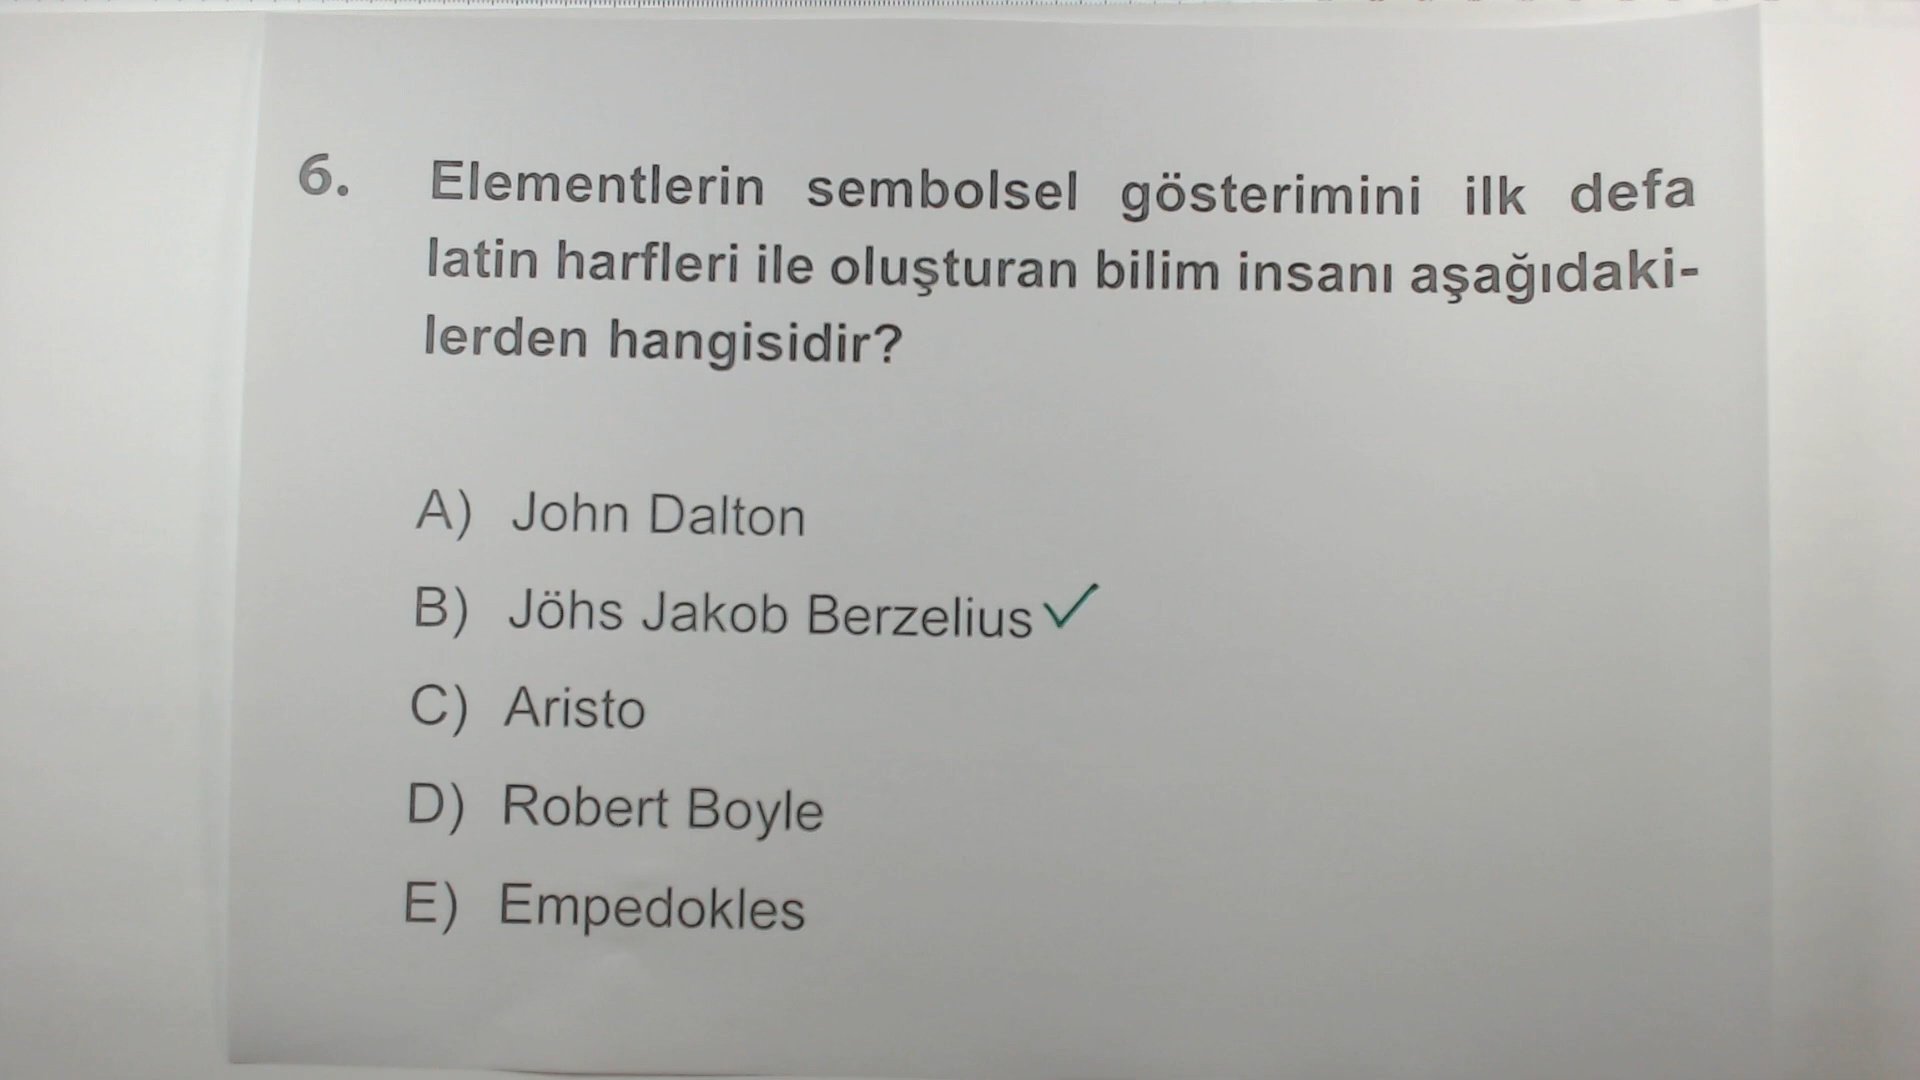 6. Elementlerin sembolsel gösterimini ilk defa
latin harfleri ile oluşturan bilim insanı aşağıdaki-
lerden hangisidir?
A) John Dalton
B) Jöhs Jakob Berzelius ✓
C) Aristo
D) Robert Boyle
E) Empedokles